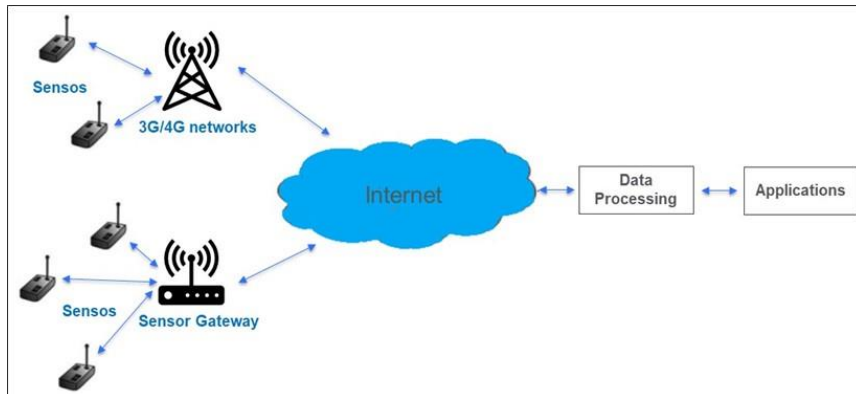 Sensos
3G/4G networks
Internet
Data
Processing
Applications
Sensos
Sensor Gateway